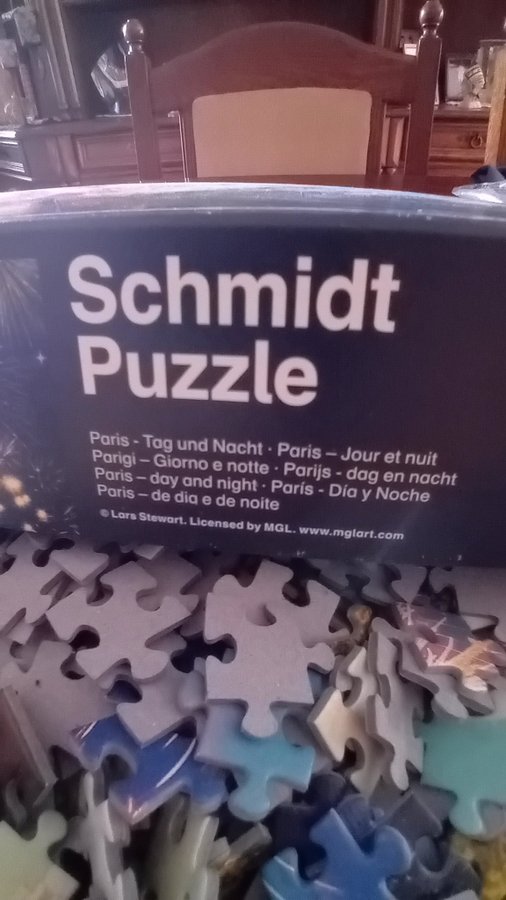 Schmidt
Puzzle
Paris - Tag und Nacht · Paris – Jour et nuit
Parigi – Giorno e notte · Parijs - dag en nacht
Paris – day and night · París - Día y Noche
Paris – de dia e de noite
© Lars Stewart. Licensed by MGL. www.mglart.com